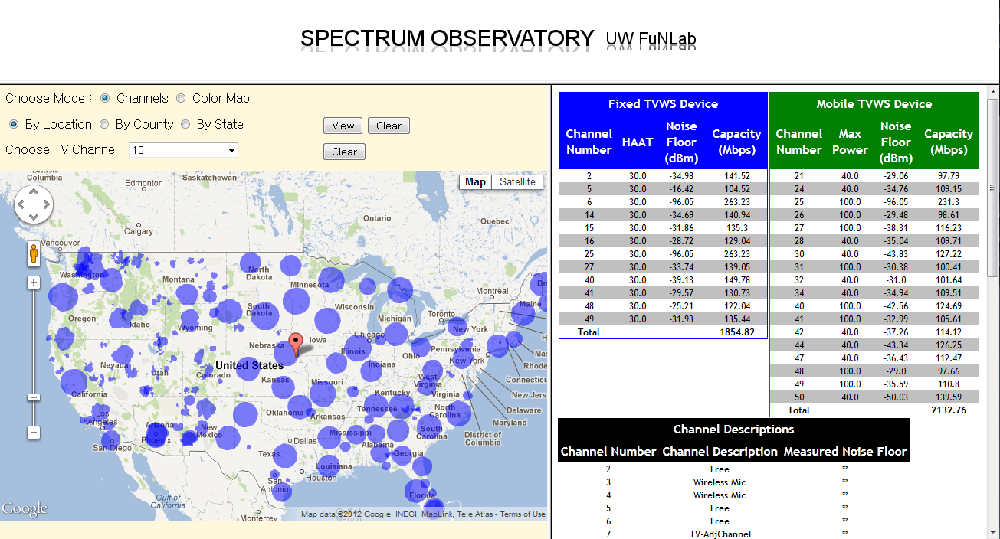 SPECTRUM OBSERVATORY UW FuNLab
Choose Mode : Channels Color Map
By Location By County By State View Clear
Choose TV Channel : 10 Clear
Map Satellite
British Columbia
Edmonton
Saskatchewan
Calgary
Ontario
Quebec
Vancouver
Washington
Montana
North Dakota
Minnesota
Montreal
Maine
Oregon
Idaho
South Dakota
Wisconsin
Michigan
Toronto
Wyoming
New York
Nebraska
Iowa
Chicago
Illinois
Ohio
Pennsylvania
New York
United States
Nevada
Utah
Colorado
Kansas
Missouri
Indiana
West Virginia
Virginia
Connecticut
New Jers
Delaware
Maryland
District of Columbia
California
Los Angeles
San Diego
Arizona
Phoenix
New Mexico
Oklahoma
Arkansas
Kentucky
Tennessee
North Carolina
South Carolina
Mississippi
Alabama
Georgia
Texas
Dallas
Louisiana
Houston
San Antonio
Florida
Gulf of California
Gulf of Mexico
Monterrey
Google
Map data ©2012 Google, INEGI, MapLink, Tele Atlas - Terms of Use
Fixed TVWS Device
Channel Number HAAT Noise Floor (dBm) Capacity (Mbps)
2 30.0 -34.98 141.52
5 30.0 -16.42 104.52
6 30.0 -96.05 263.23
14 30.0 -34.69 140.94
15 30.0 -31.86 135.3
16 30.0 -28.72 129.04
25 30.0 -96.05 263.23
27 30.0 -33.74 139.05
40 30.0 -39.13 149.78
41 30.0 -29.57 130.73
48 30.0 -25.21 122.04
49 30.0 -31.93 135.44
Total 1854.82
Mobile TVWS Device
Channel Number Max Power Noise Floor (dBm) Capacity (Mbps)
21 40.0 -29.06 97.79
24 40.0 -34.76 109.15
25 100.0 -96.05 231.3
26 100.0 -29.48 98.61
27 100.0 -38.31 116.23
28 40.0 -35.04 109.71
30 40.0 -43.83 127.22
31 100.0 -30.38 100.41
32 100.0 -31.0 101.64
34 40.0 -34.94 109.51
40 100.0 -42.56 124.69
41 100.0 -32.99 105.61
42 40.0 -37.26 114.12
44 40.0 -43.34 126.25
47 40.0 -36.43 112.47
48 100.0 -29.0 97.66
49 100.0 -35.59 110.8
50 40.0 -50.03 139.59
Total 2132.76
Channel Descriptions
Channel Number Channel Description Measured Noise Floor
2 Free **
3 Wireless Mic **
4 Wireless Mic **
5 Free **
6 Free **
7 TV-AdjChannel **